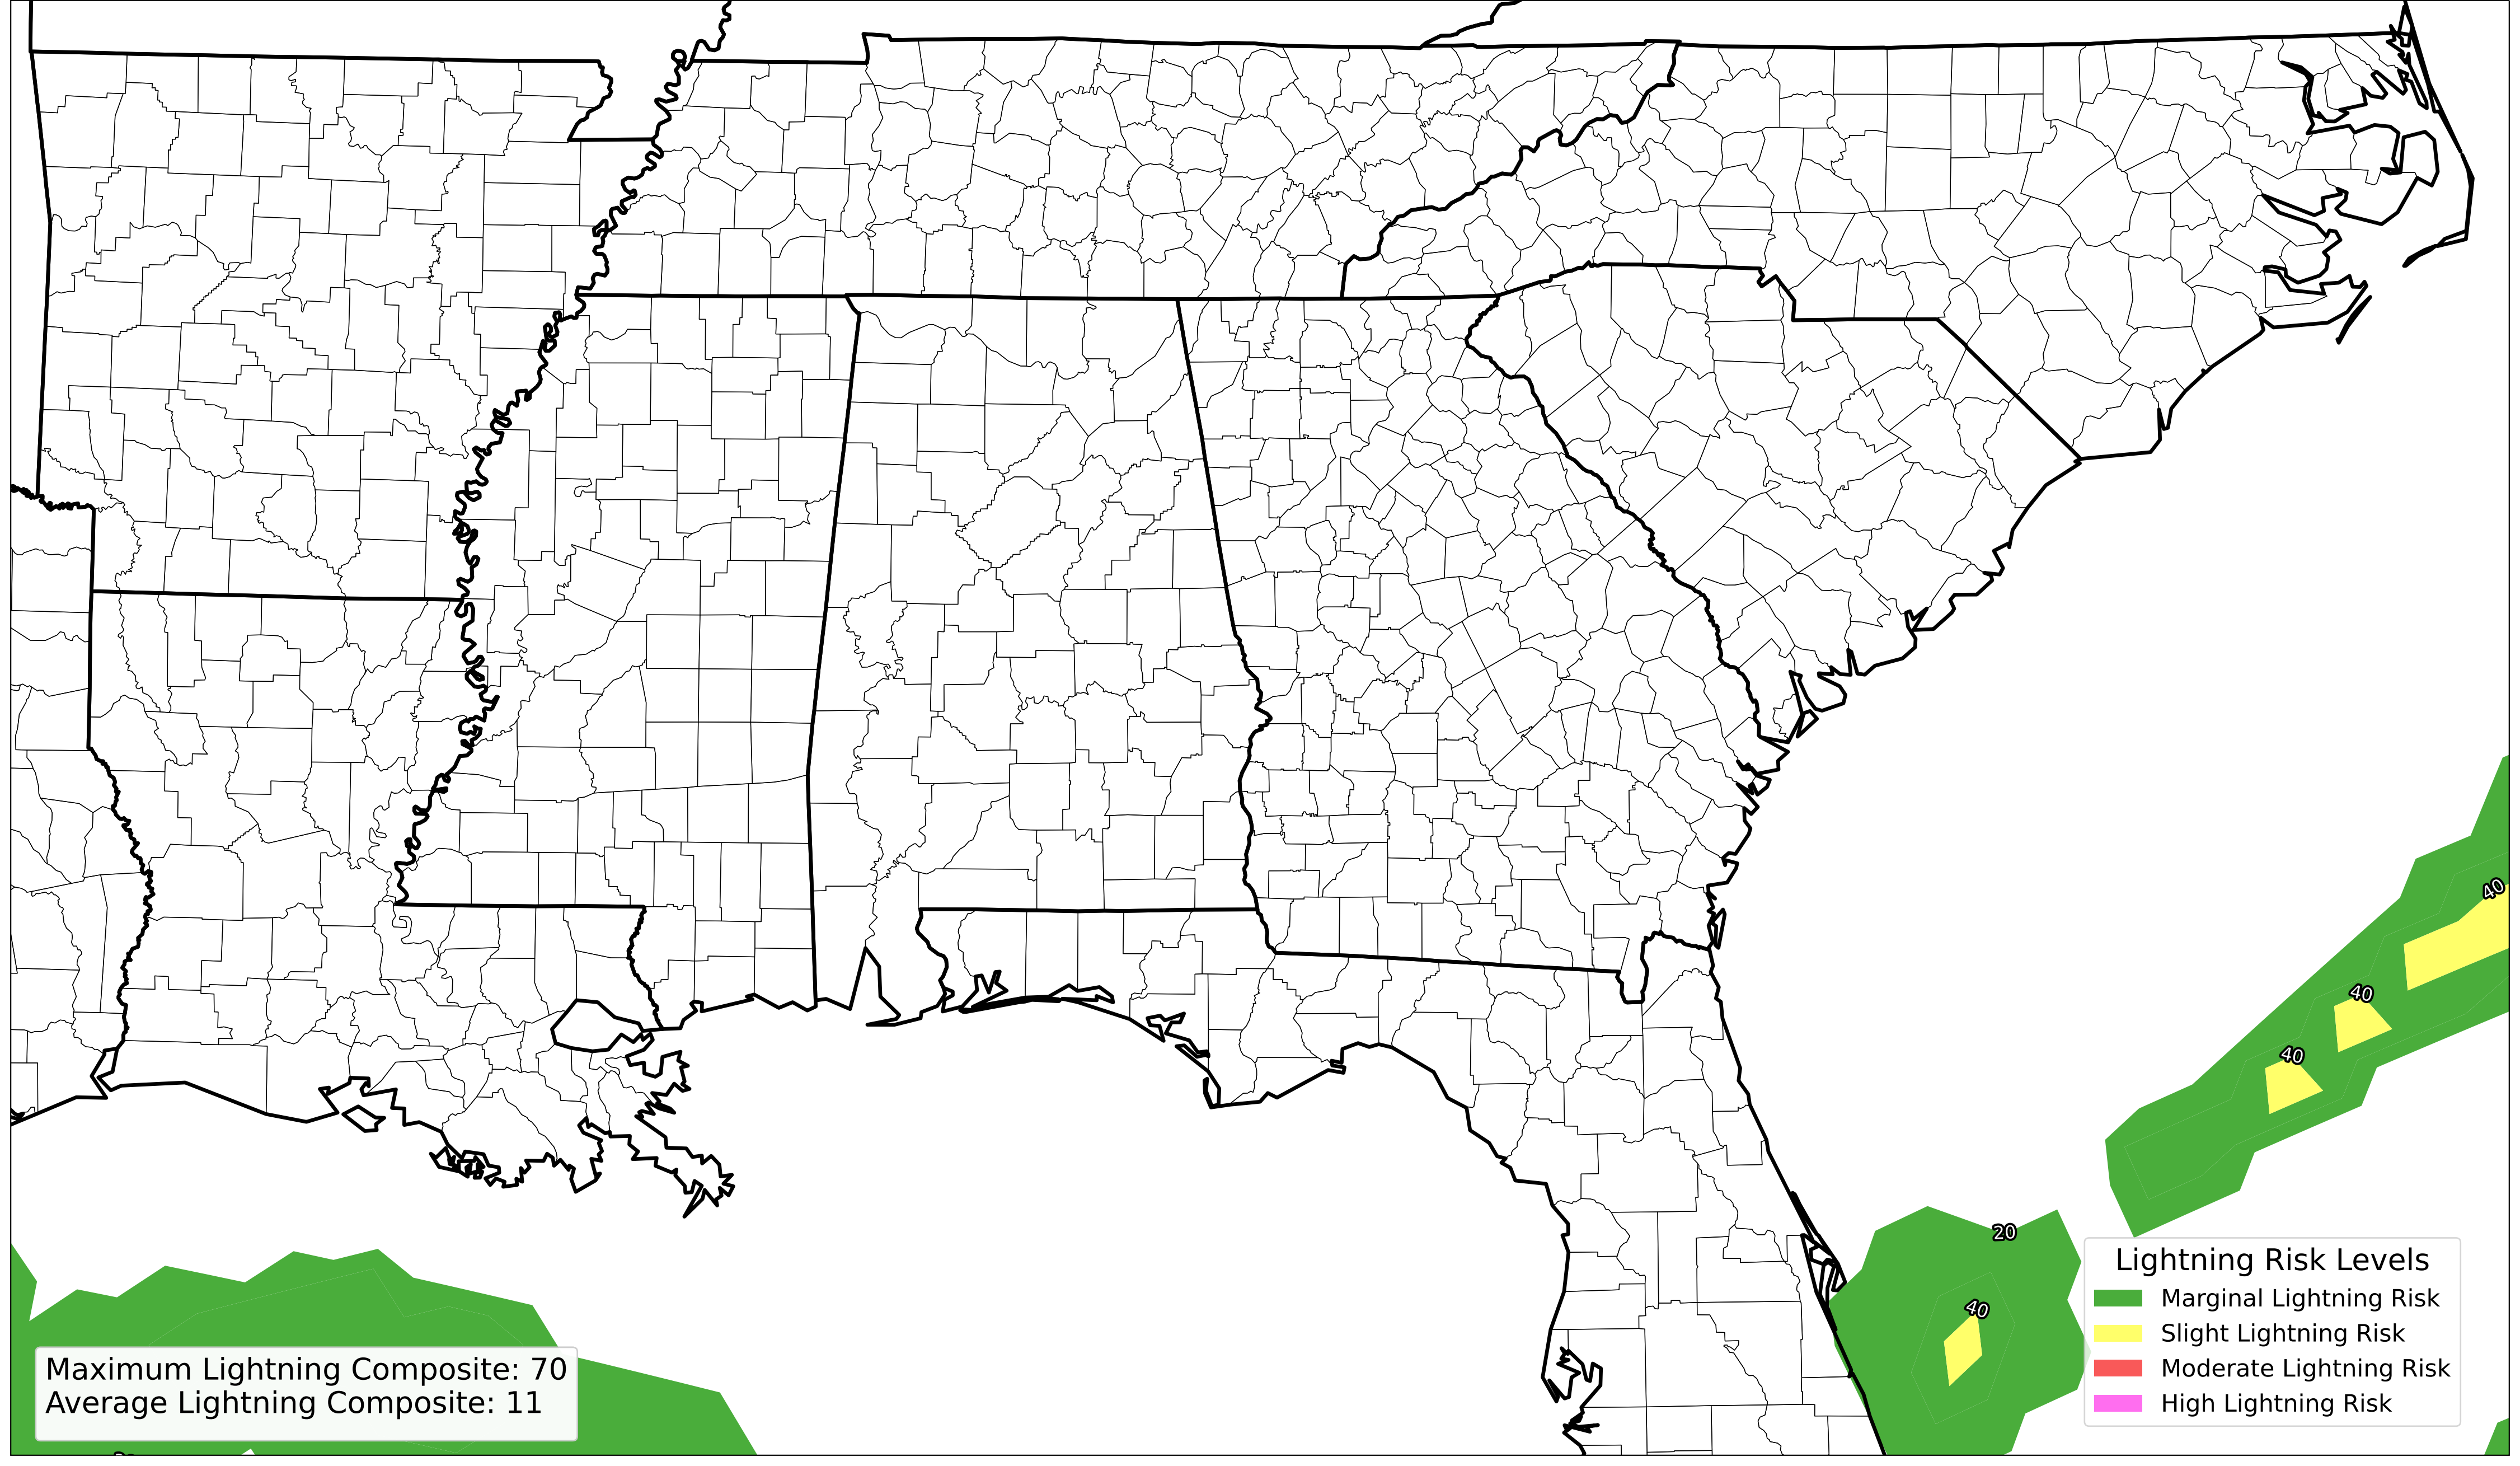 40
40
40
20
40
Lightning Risk Levels
Marginal Lightning Risk
Slight Lightning Risk
Moderate Lightning Risk
High Lightning Risk
Maximum Lightning Composite: 70
Average Lightning Composite: 11